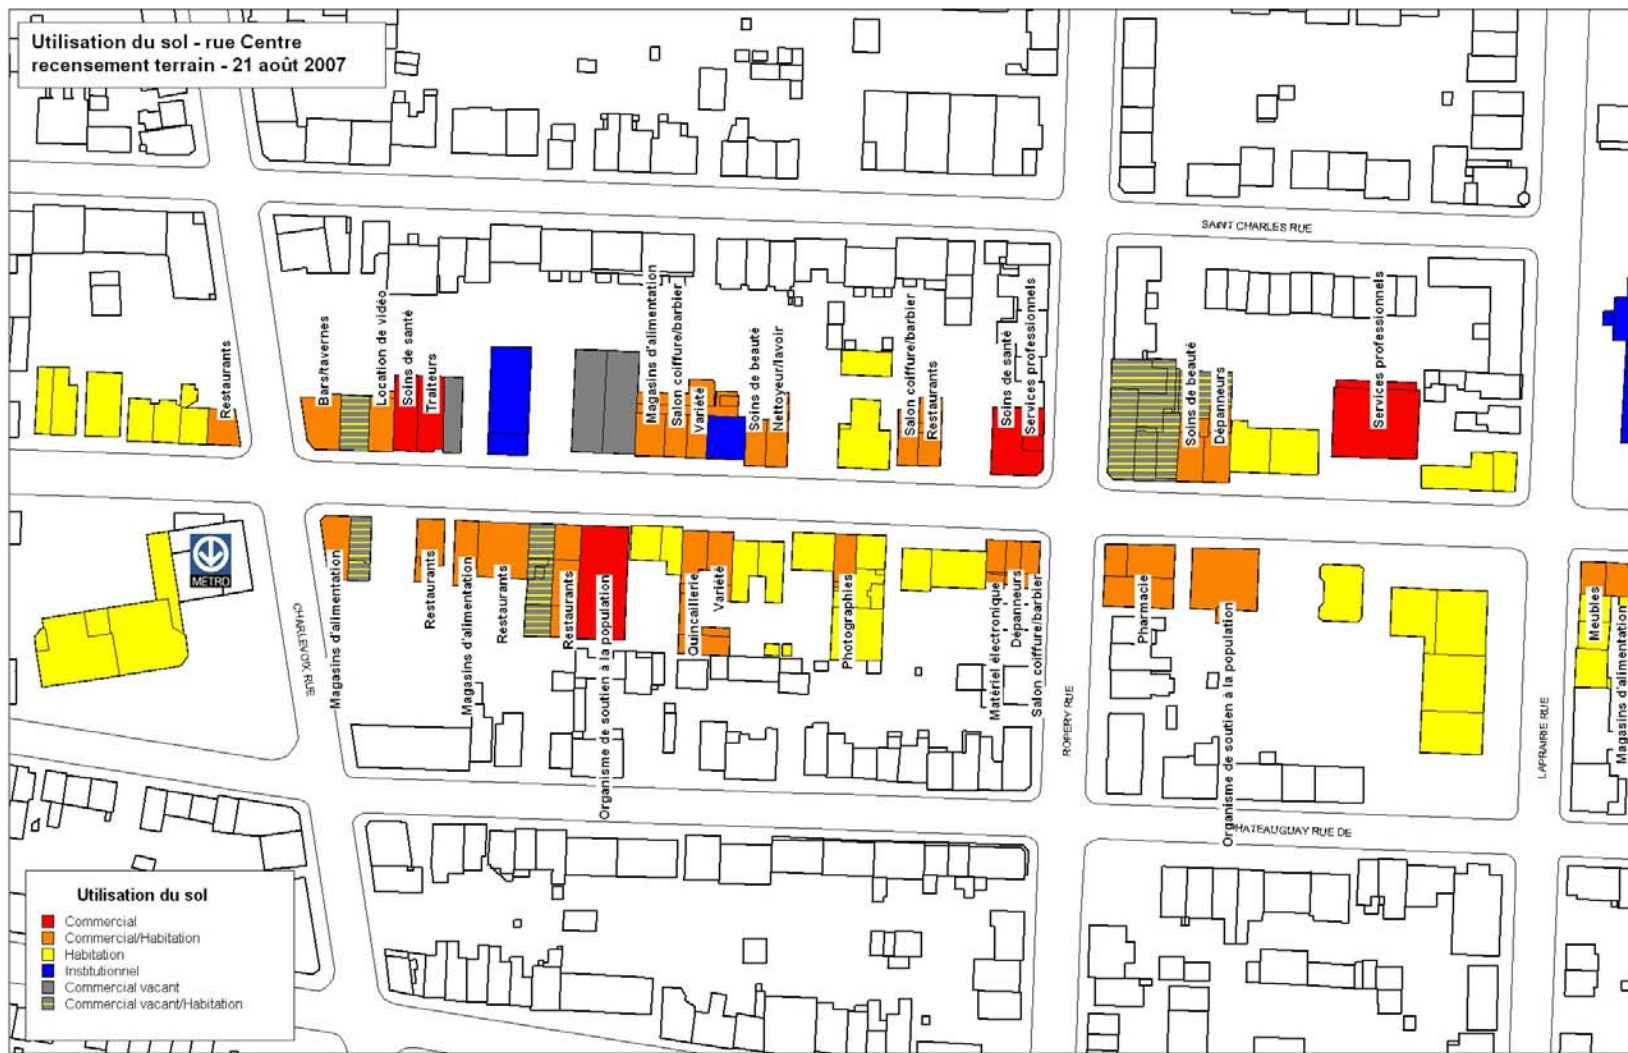 Utilisation du sol - rue Centre
recensement terrain - 21 août 2007
SAINT CHARLES RUE
Restaurants
Bars/tavernes
Location de vidéo
Soins de santé
Traiteurs
Magasins d'alimentation
Salon coiffure/barbier
Variété
Soins de beauté
Nettoyeur/lavoir
Salon coiffure/barbier
Restaurants
Soins de santé
Services professionnels
Soins de beauté
Dépanneurs
Services professionnels
MÉTRO
CHARLEVOIX RUE
Magasins d'alimentation
Restaurants
Magasins d'alimentation
Restaurants
Restaurants
Organisme de soutien à la population
Quincaillerie
Variété
Photographies
Matériel électronique
Dépanneurs
Salon coiffure/barbier
ROPERY RUE
Pharmacie
Organisme de soutien à la population
LAPRAIRIE RUE
Meubles
Magasins d'alimentation
HATEAUGUAY RUE DE
Utilisation du sol
Commercial
Commercial/Habitation
Habitation
Institutionnel
Commercial vacant
Commercial vacant/Habitation